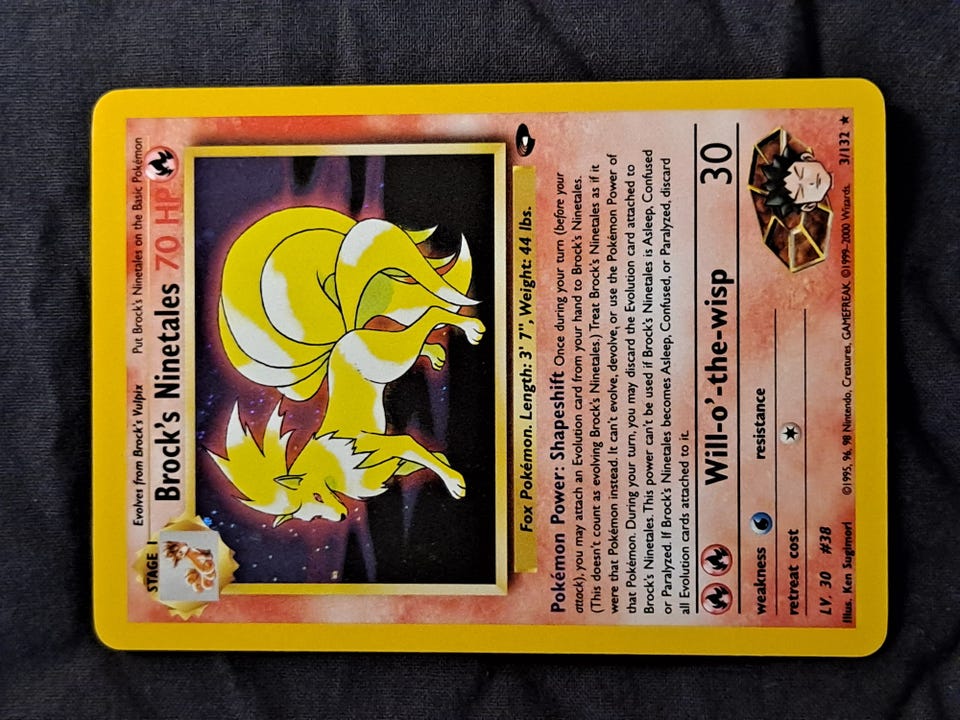 Evolves from Brock's Vulpix Put Brock's Ninetales on the Basic Pokémon
STAGE 1
Brock's Ninetales 70 HP
Fox Pokémon. Length: 3' 7", Weight: 44 lbs.
Pokémon Power: Shapeshift Once during your turn (before your
attack), you may attach an Evolution card from your hand to Brock's Ninetales.
(This doesn't count as evolving Brock's Ninetales.) Treat Brock's Ninetales as if it
were that Pokémon instead. It can't evolve, devolve, or use the Pokémon Power of
that Pokémon. During your turn, you may discard the Evolution card attached to
Brock's Ninetales. This power can't be used if Brock's Ninetales is Asleep, Confused
or Paralyzed. If Brock's Ninetales becomes Asleep, Confused, or Paralyzed, discard
all Evolution cards attached to it.
Will-o'-the-wisp 30
weakness resistance
retreat cost
LV. 30 #38
Illus. Ken Sugimori ©1995, 96, 98 Nintendo, Creatures, GAMEFREAK. ©1999-2000 Wizards. 3/132 ★